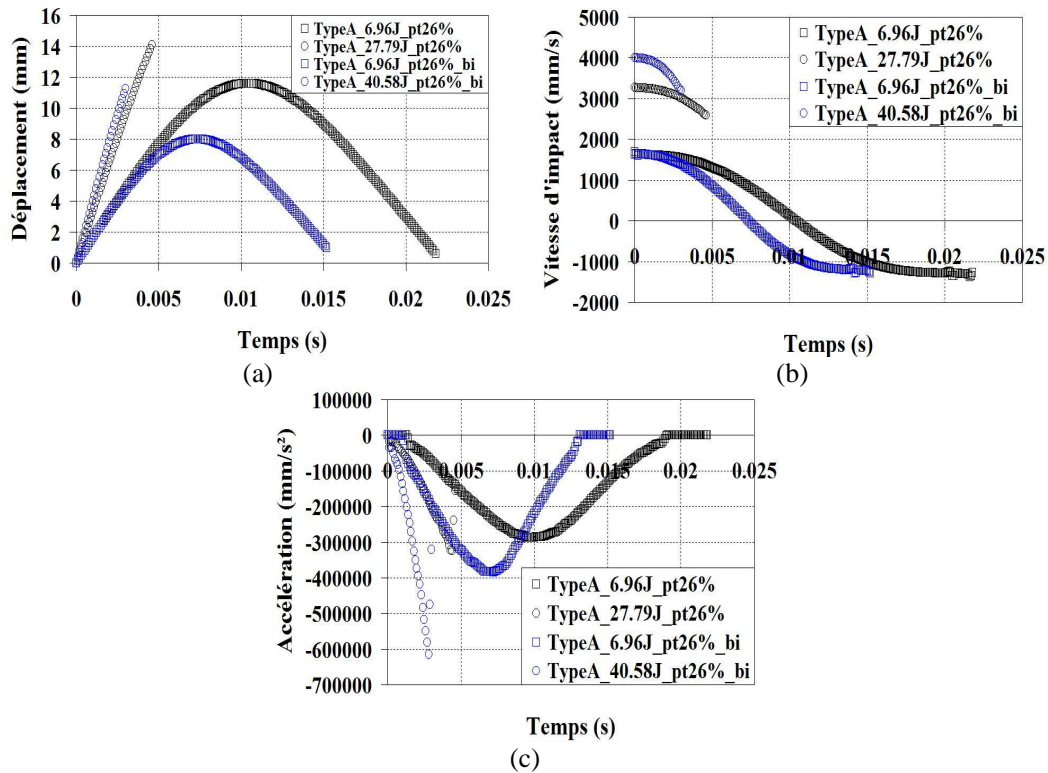 Déplacement (mm)
16
14
12
10
8
6
4
2
0
0 0.005 0.01 0.015 0.02 0.025
TypeA_6.96J_pt26%
TypeA_27.79J_pt26%
TypeA_6.96J_pt26%_bi
TypeA_40.58J_pt26%_bi
Temps (s)
(a)
Vitesse d'impact (mm/s)
5000
4000
3000
2000
1000
0
-1000
-2000
0 0.005 0.01 0.015 0.02 0.025
TypeA_6.96J_pt26%
TypeA_27.79J_pt26%
TypeA_6.96J_pt26%_bi
TypeA_40.58J_pt26%_bi
Temps (s)
(b)
Accélération (mm/s²)
100000
0
-100000
-200000
-300000
-400000
-500000
-600000
-700000
0 0.005 0.01 0.015 0.02 0.025
TypeA_6.96J_pt26%
TypeA_27.79J_pt26%
TypeA_6.96J_pt26%_bi
TypeA_40.58J_pt26%_bi
Temps (s)
(c)